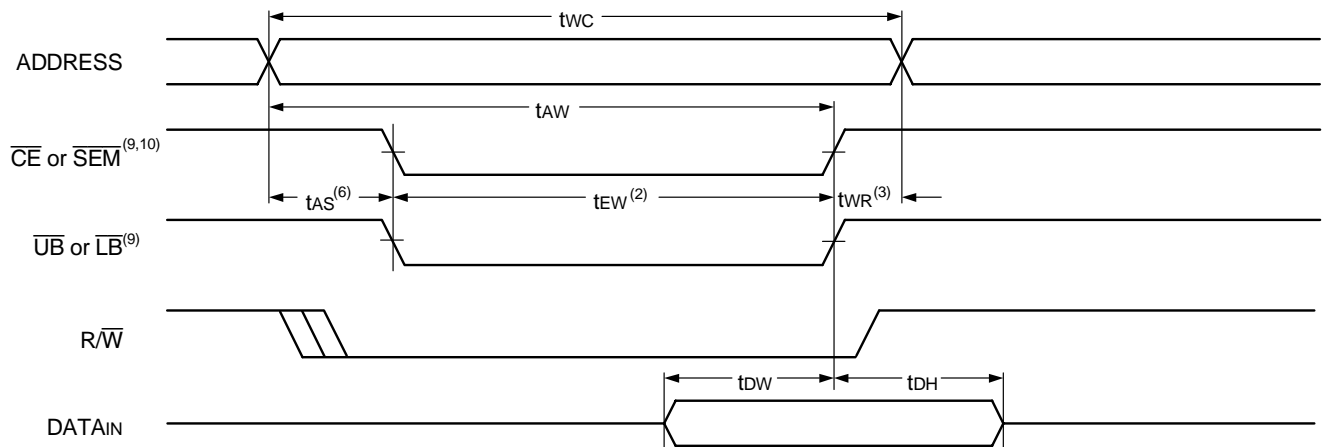 tWC
ADDRESS
tAW
CE or SEM(9,10)
tAS(6) tEW(2) tWR(3)
UB or LB(9)
R/W
tDW tDH
DATAIN